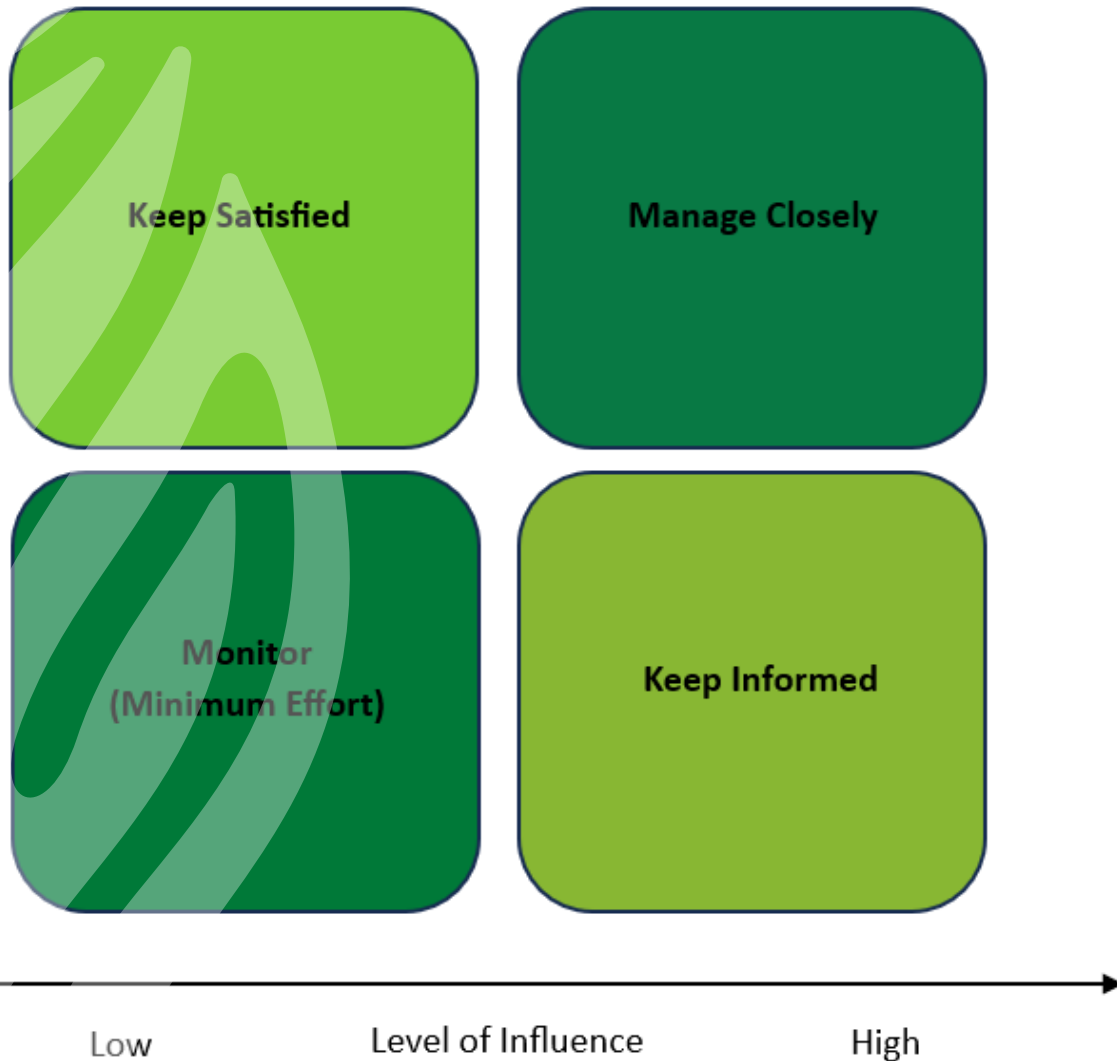 Keep Satisfied
Manage Closely
Monitor
(Minimum Effort)
Keep Informed
Low
Level of Influence
High